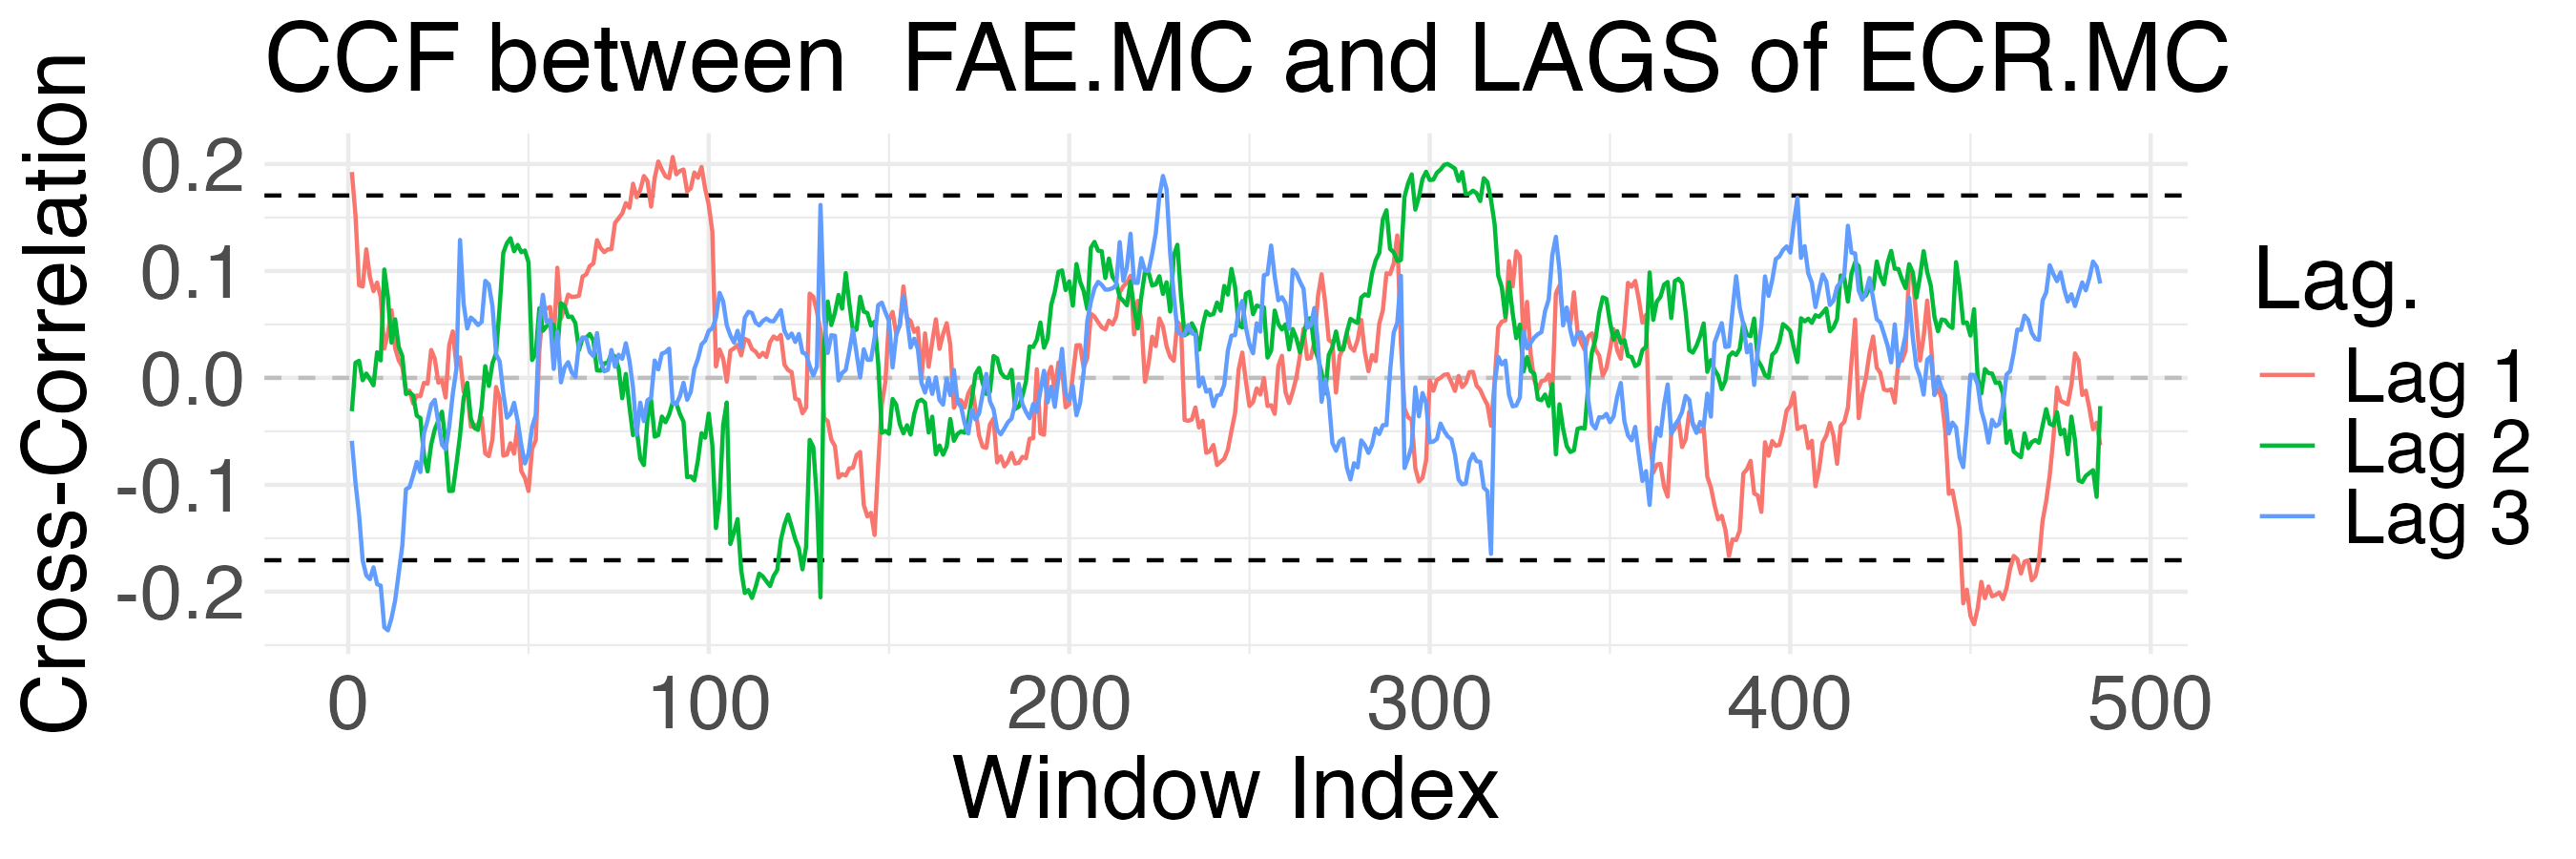 CCF between  FAE.MC and LAGS of ECR.MC
Cross-Correlation
0.2
0.1
0.0
-0.1
-0.2
0 100 200 300 400 500
Window Index
Lag.
Lag 1
Lag 2
Lag 3